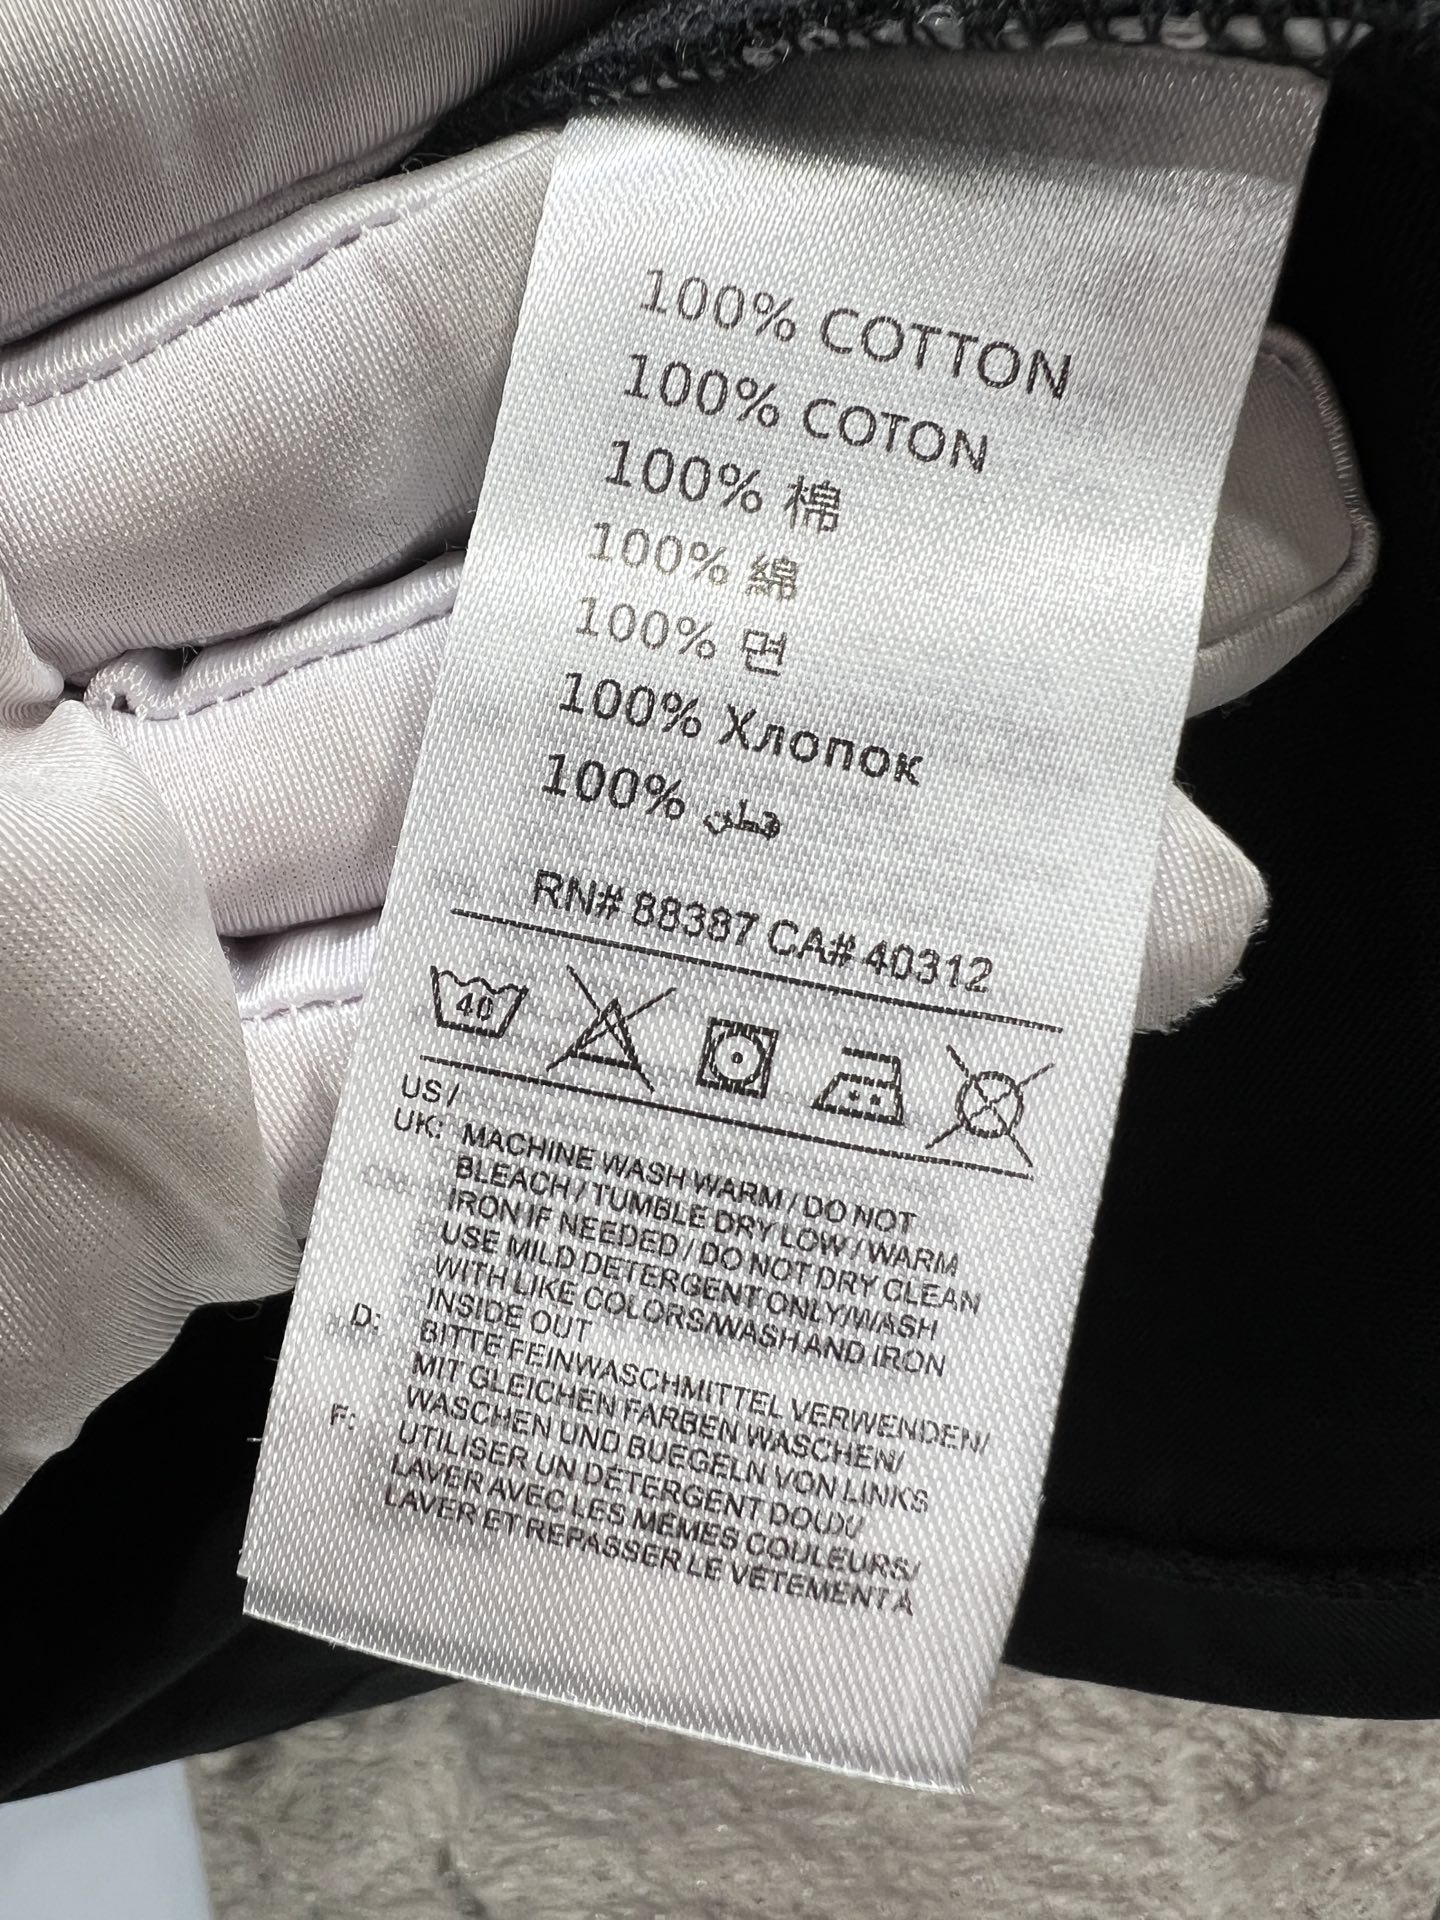 100% COTTON
100% COTON
100% 棉
100% 綿
100% 면
100% Хлопок
100% قطن
RN# 88387 CA# 40312
40
US/
UK: MACHINE WASH WARM / DO NOT
BLEACH / TUMBLE DRY LOW / WARM
IRON IF NEEDED / DO NOT DRY CLEAN
USE MILD DETERGENT ONLY/WASH
WITH LIKE COLORS/WASH AND IRON
INSIDE OUT
D: BITTE FEINWASCHMITTEL VERWENDEN/
MIT GLEICHEN FARBEN WASCHEN/
WASCHEN UND BUEGELN VON LINKS
F: UTILISER UN DÉTERGENT DOUX/
LAVER AVEC LES MÊMES COULEURS/
LAVER ET REPASSER LE VÊTEMENT À